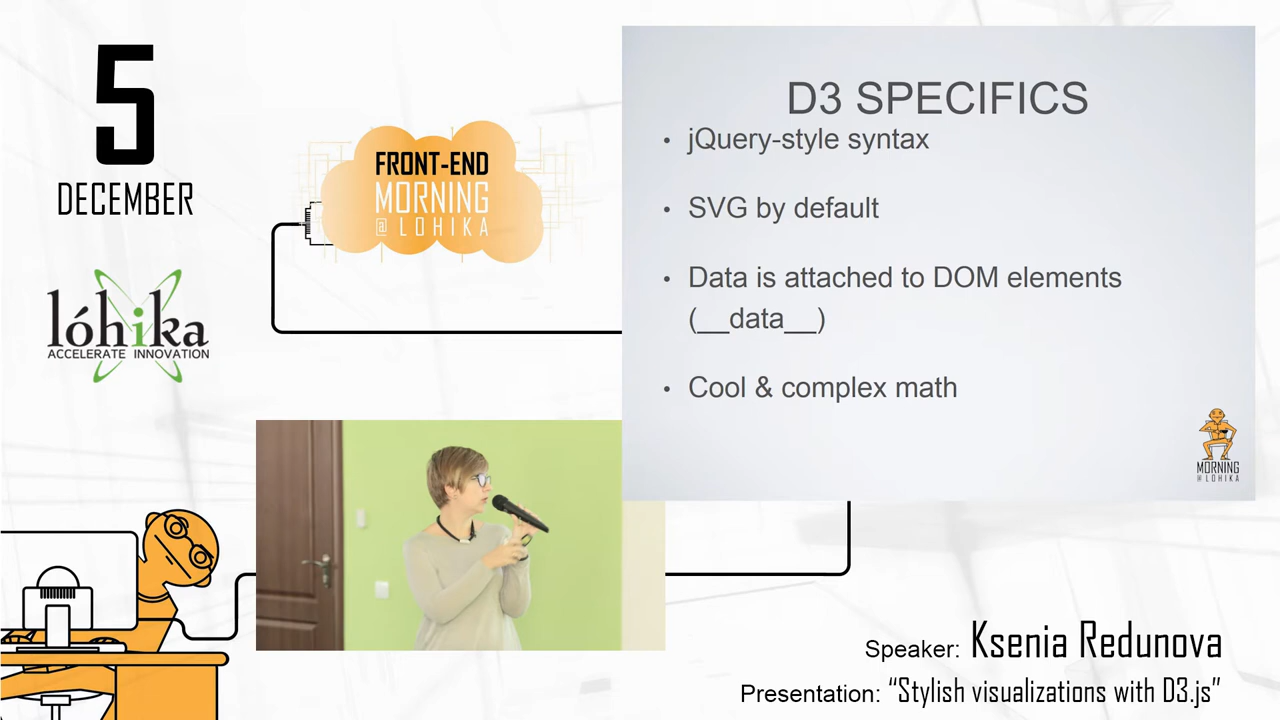 5
DECEMBER
lóhika
ACCELERATE INNOVATION
FRONT-END
MORNING
@ LOHIKA
D3 SPECIFICS
• jQuery-style syntax
• SVG by default
• Data is attached to DOM elements
(__data__)
• Cool & complex math
MORNING
@ LOHIKA
Speaker: Ksenia Redunova
Presentation: “Stylish visualizations with D3.js”